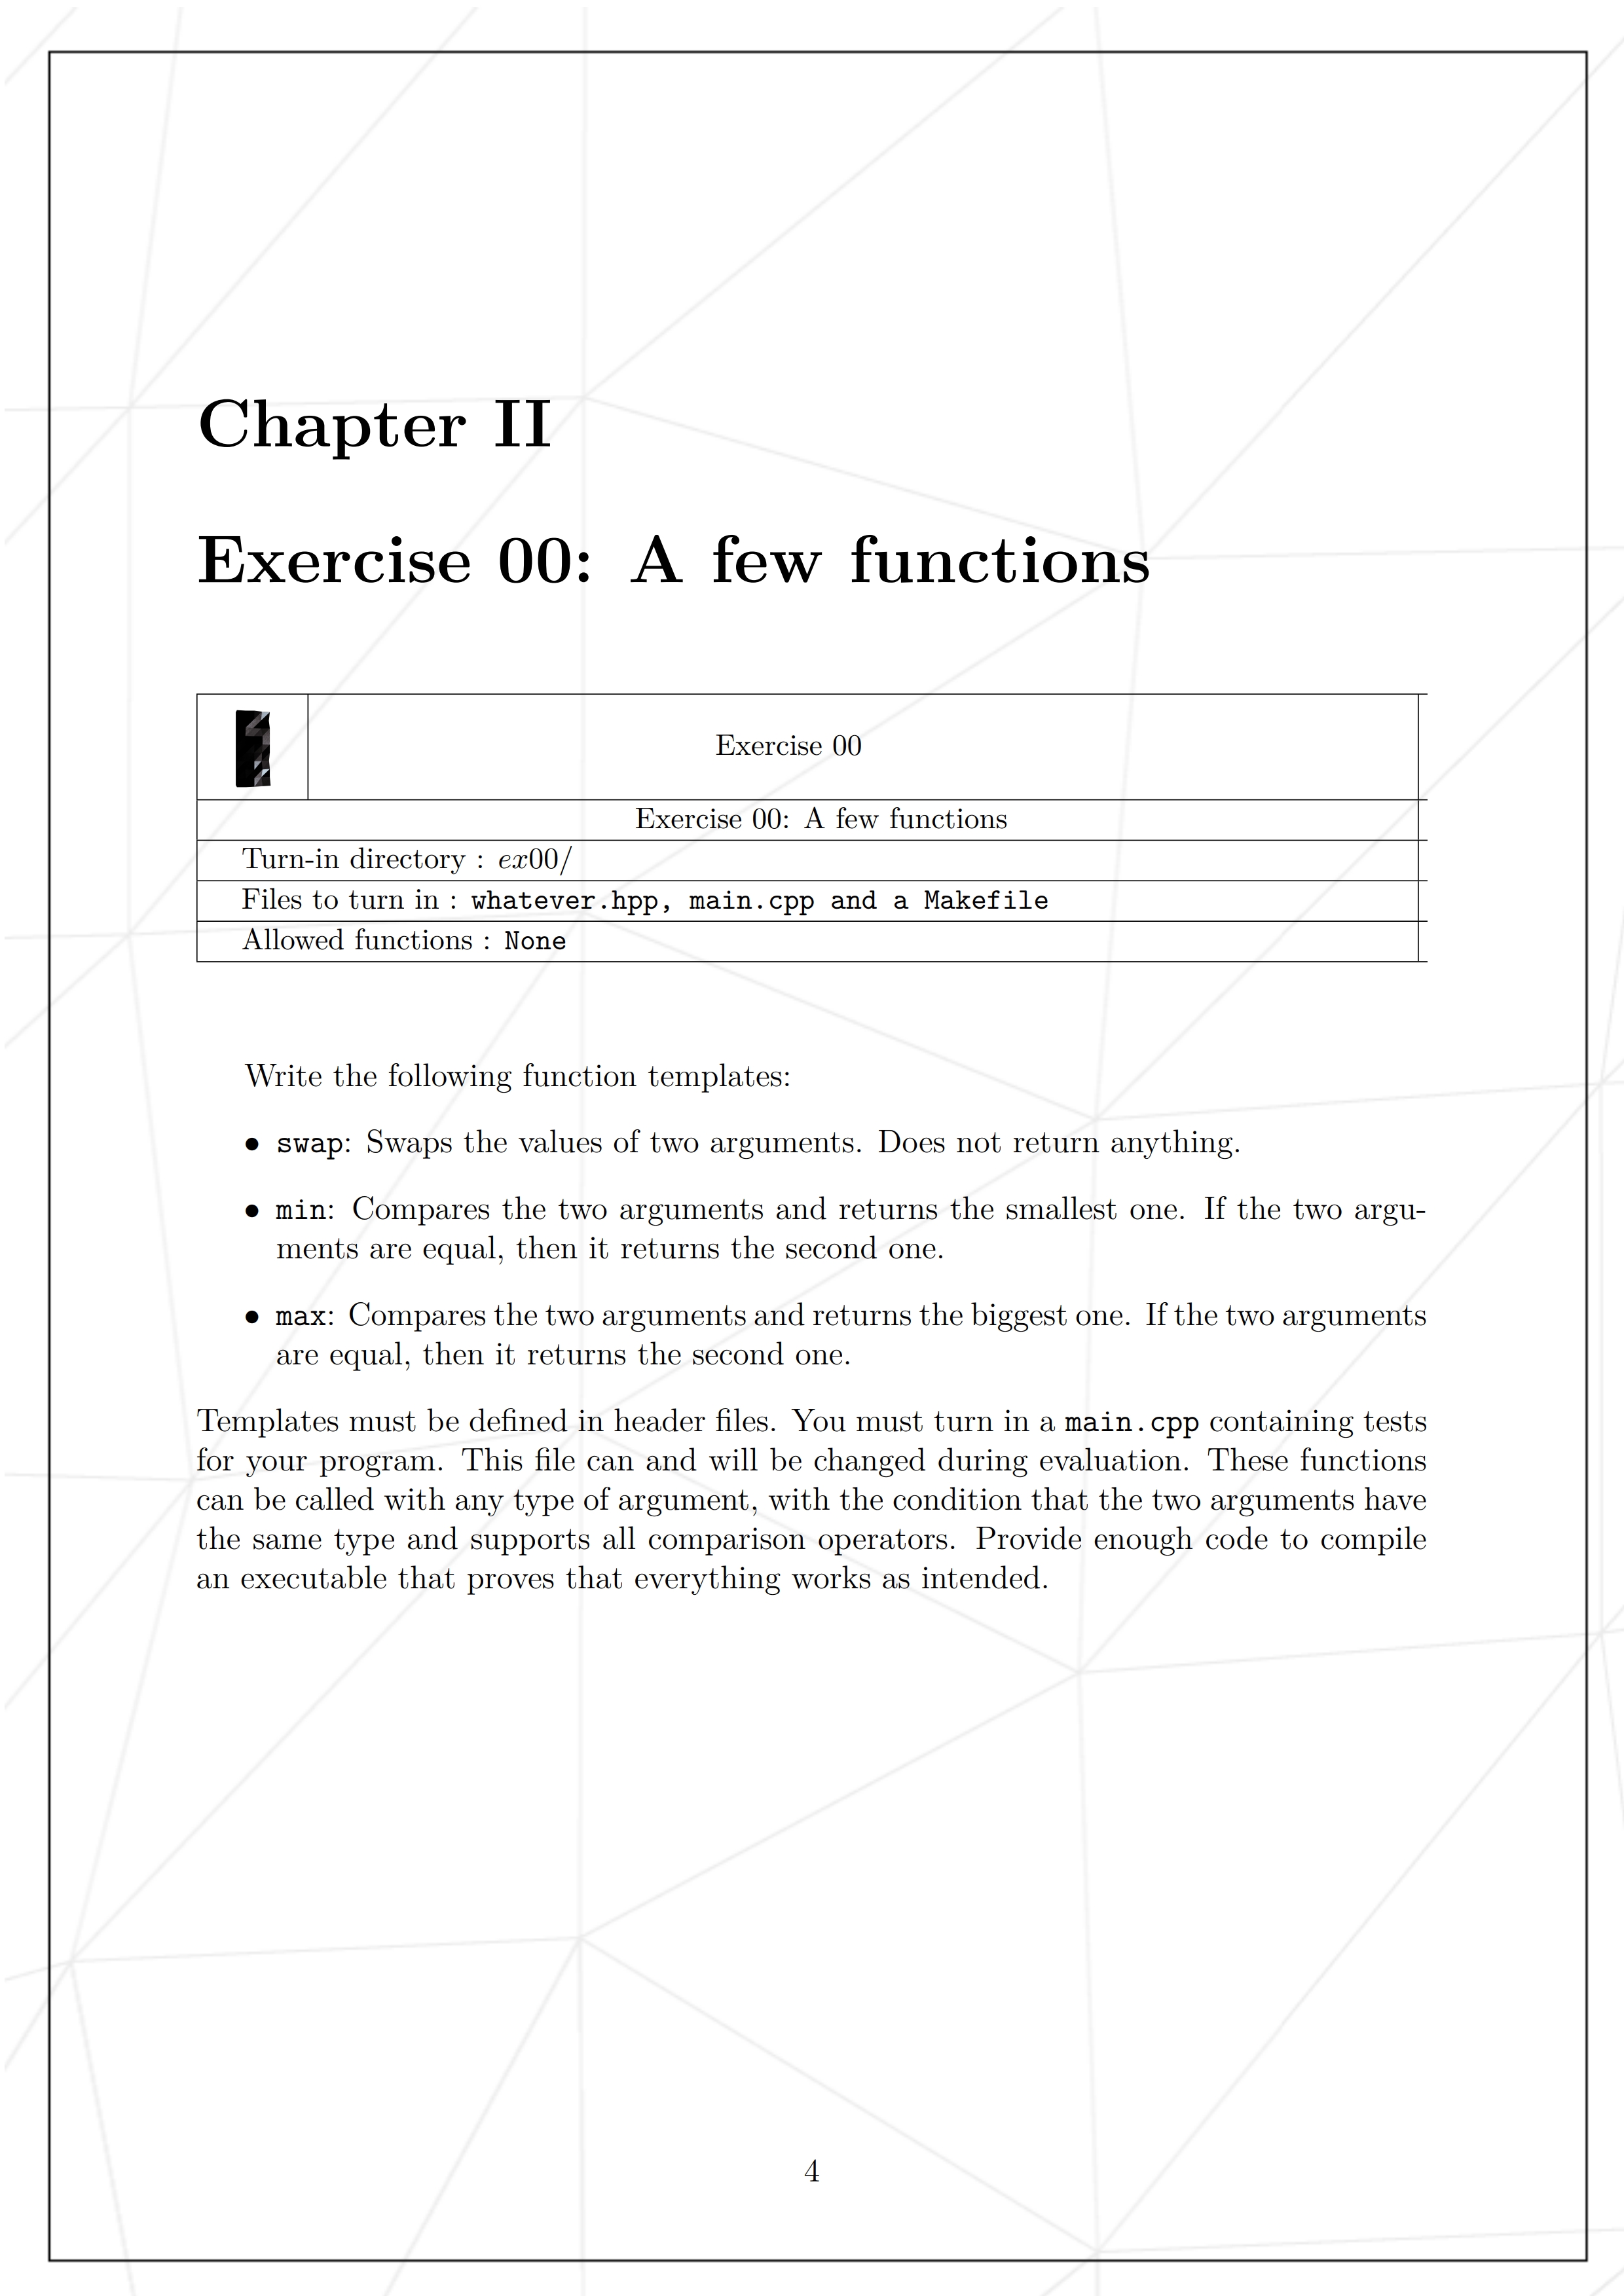 Chapter II
Exercise 00: A few functions
Exercise 00
Exercise 00: A few functions
Turn-in directory : ex00/
Files to turn in : whatever.hpp, main.cpp and a Makefile
Allowed functions : None
Write the following function templates:
• swap: Swaps the values of two arguments. Does not return anything.
• min: Compares the two arguments and returns the smallest one. If the two argu-
ments are equal, then it returns the second one.
• max: Compares the two arguments and returns the biggest one. If the two arguments
are equal, then it returns the second one.
Templates must be defined in header files. You must turn in a main.cpp containing tests
for your program. This file can and will be changed during evaluation. These functions
can be called with any type of argument, with the condition that the two arguments have
the same type and supports all comparison operators. Provide enough code to compile
an executable that proves that everything works as intended.
4